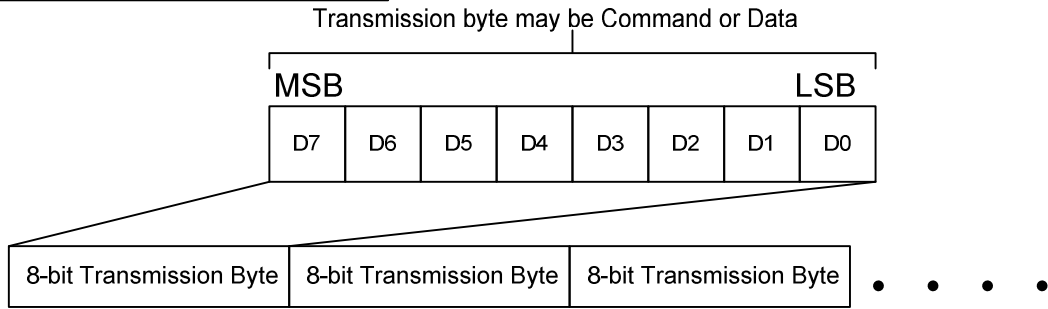 Transmission byte may be Command or Data
MSB LSB
D7 D6 D5 D4 D3 D2 D1 D0
8-bit Transmission Byte 8-bit Transmission Byte 8-bit Transmission Byte